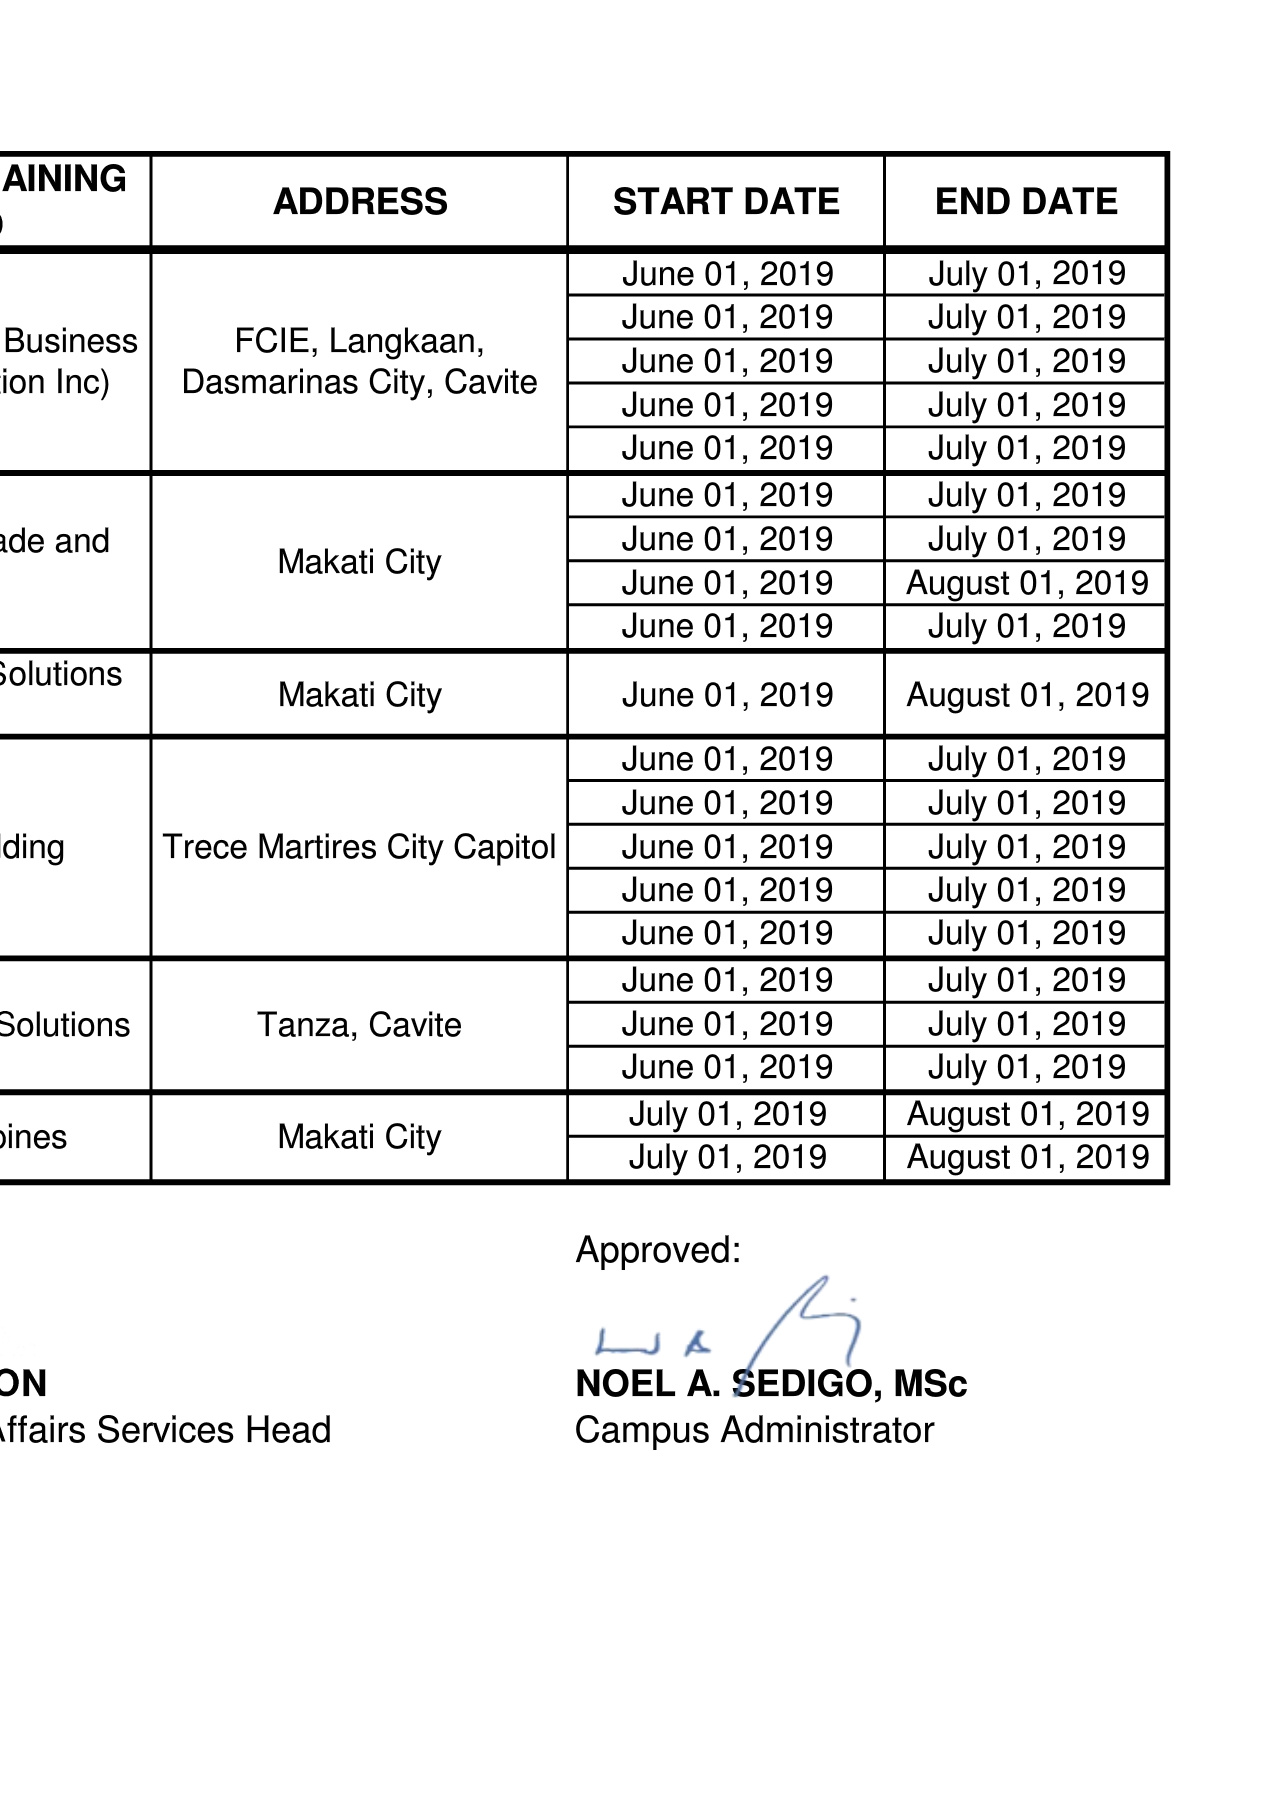 AINING
ADDRESS
START DATE
END DATE
June 01, 2019 July 01, 2019
June 01, 2019 July 01, 2019
Business
FCIE, Langkaan,
Dasmarinas City, Cavite
Inc)
June 01, 2019 July 01, 2019
June 01, 2019 July 01, 2019
June 01, 2019 July 01, 2019
June 01, 2019 July 01, 2019
and
Makati City
June 01, 2019 July 01, 2019
June 01, 2019 August 01, 2019
June 01, 2019 July 01, 2019
Solutions
Makati City June 01, 2019 August 01, 2019
June 01, 2019 July 01, 2019
June 01, 2019 July 01, 2019
Trece Martires City Capitol June 01, 2019 July 01, 2019
June 01, 2019 July 01, 2019
June 01, 2019 July 01, 2019
June 01, 2019 July 01, 2019
Solutions Tanza, Cavite June 01, 2019 July 01, 2019
June 01, 2019 July 01, 2019
Makati City
July 01, 2019 August 01, 2019
July 01, 2019 August 01, 2019
Approved:
ON
Affairs Services Head
NOEL A. SEDIGO, MSc
Campus Administrator